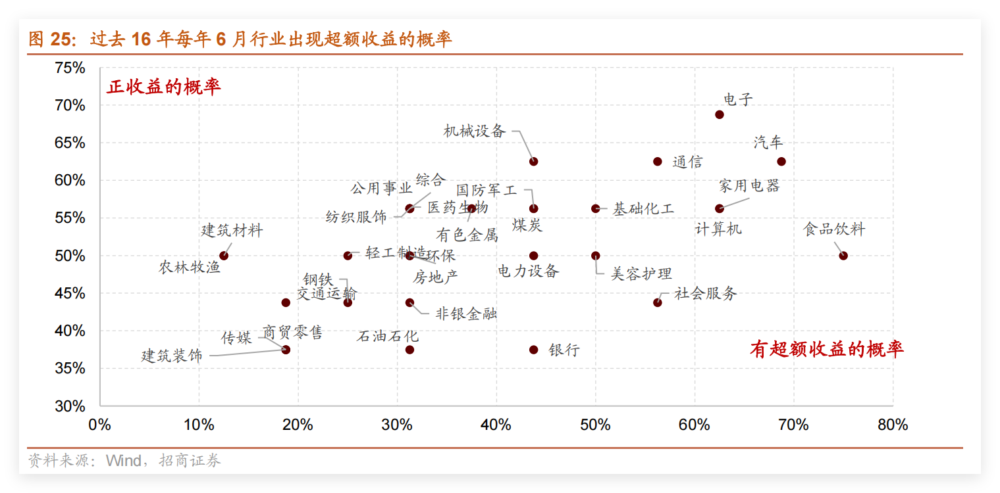 图 25：过去 16 年每年 6 月行业出现超额收益的概率
75%
正收益的概率
70%
电子
机械设备
65%
汽车
通信
60%
综合
公用事业
国防军工
家用电器
55%
纺织服饰
医药生物
基础化工
建筑材料
有色金属
煤炭
计算机
食品饮料
50%
轻工制造
环保
农林牧渔
房地产
电力设备
美容护理
45%
钢铁
交通运输
社会服务
非银金融
40%
传媒
商贸零售
石油石化
建筑装饰
银行
有超额收益的概率
35%
30%
0%
10%
20%
30%
40%
50%
60%
70%
80%
资料来源：Wind，招商证券